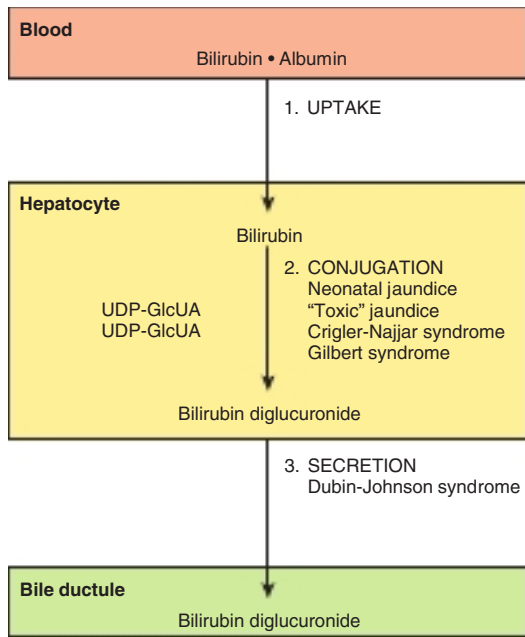 Blood
Bilirubin • Albumin
1. UPTAKE
Hepatocyte
Bilirubin
2. CONJUGATION
Neonatal jaundice
“Toxic” jaundice
Crigler-Najjar syndrome
Gilbert syndrome
UDP-GlcUA
UDP-GlcUA
Bilirubin diglucuronide
3. SECRETION
Dubin-Johnson syndrome
Bile ductule
Bilirubin diglucuronide